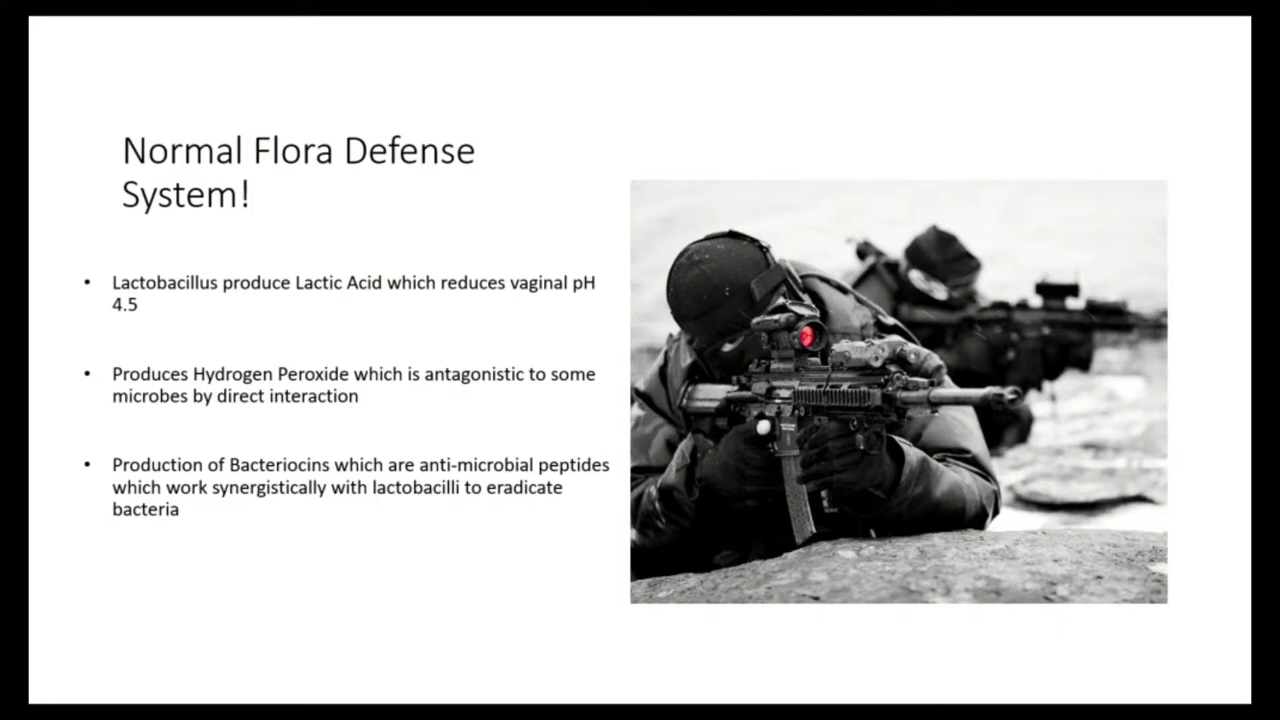 Normal Flora Defense
System!
• Lactobacillus produce Lactic Acid which reduces vaginal pH
4.5
• Produces Hydrogen Peroxide which is antagonistic to some
microbes by direct interaction
• Production of Bacteriocins which are anti-microbial peptides
which work synergistically with lactobacilli to eradicate
bacteria